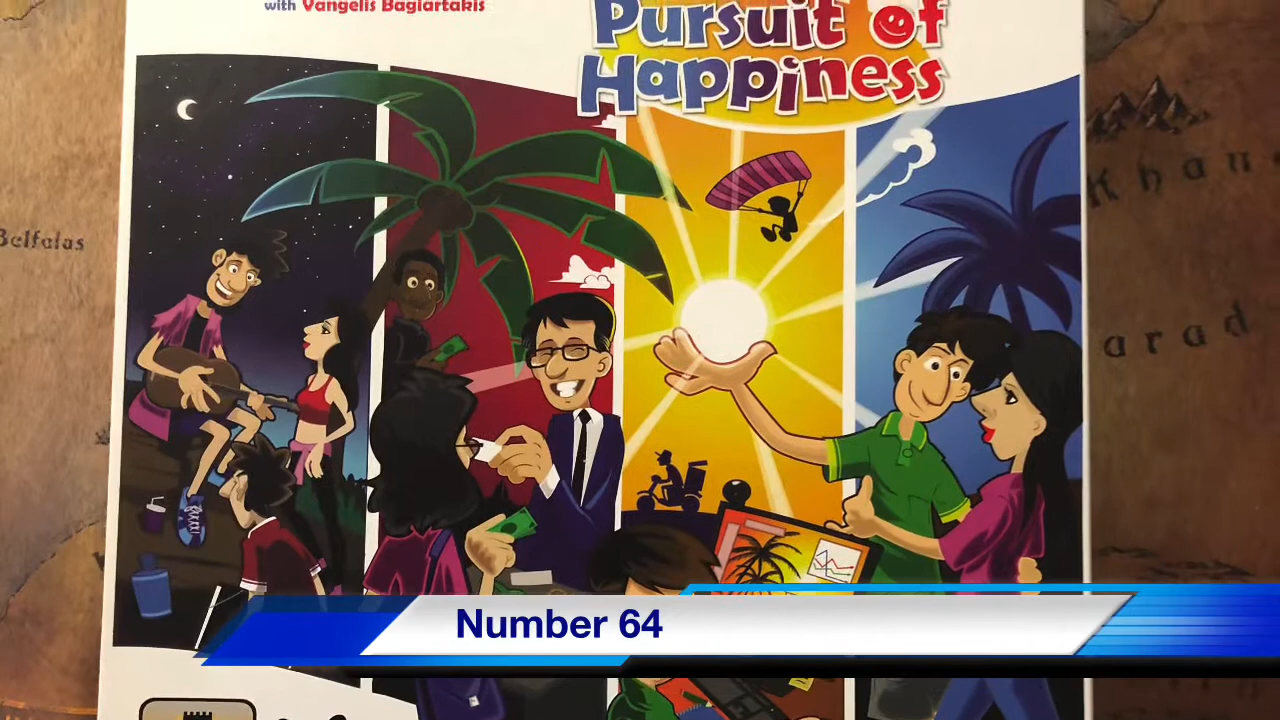 with Vangelis Bagiartakis
Pursuit of
Happiness
Belfalas
Khan
arad
Number 64